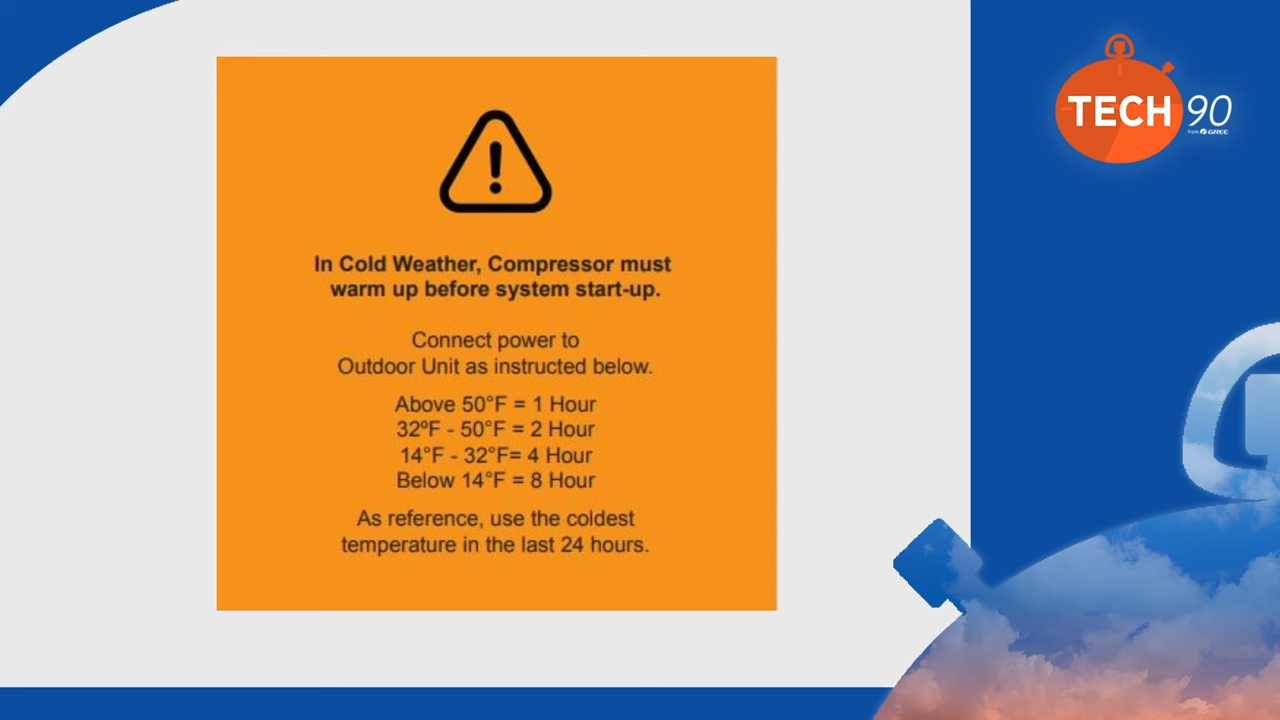 TECH 90
from GREE
In Cold Weather, Compressor must
warm up before system start-up.
Connect power to
Outdoor Unit as instructed below.
Above 50°F = 1 Hour
32ºF - 50°F = 2 Hour
14°F - 32°F= 4 Hour
Below 14°F = 8 Hour
As reference, use the coldest
temperature in the last 24 hours.